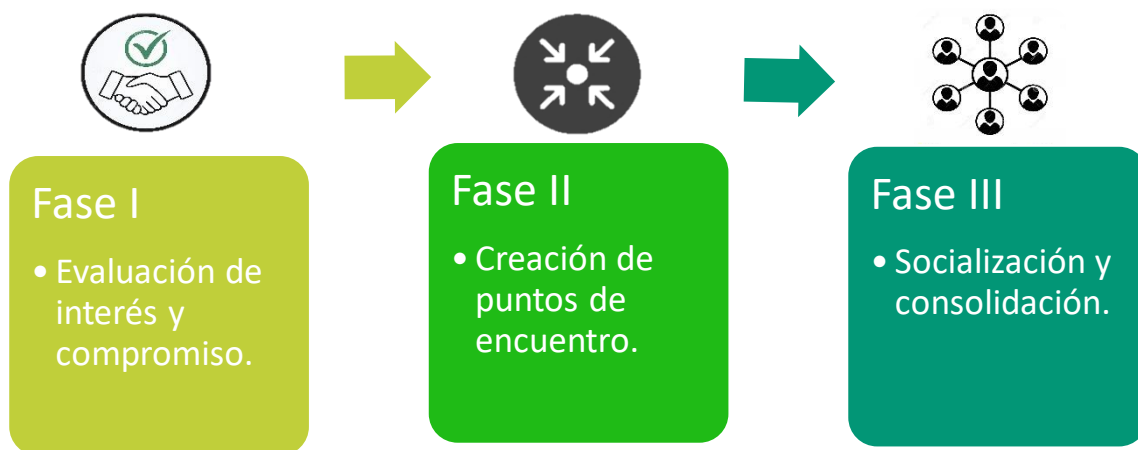 Fase I
• Evaluación de
interés y
compromiso.
Fase II
• Creación de
puntos de
encuentro.
Fase III
• Socialización y
consolidación.